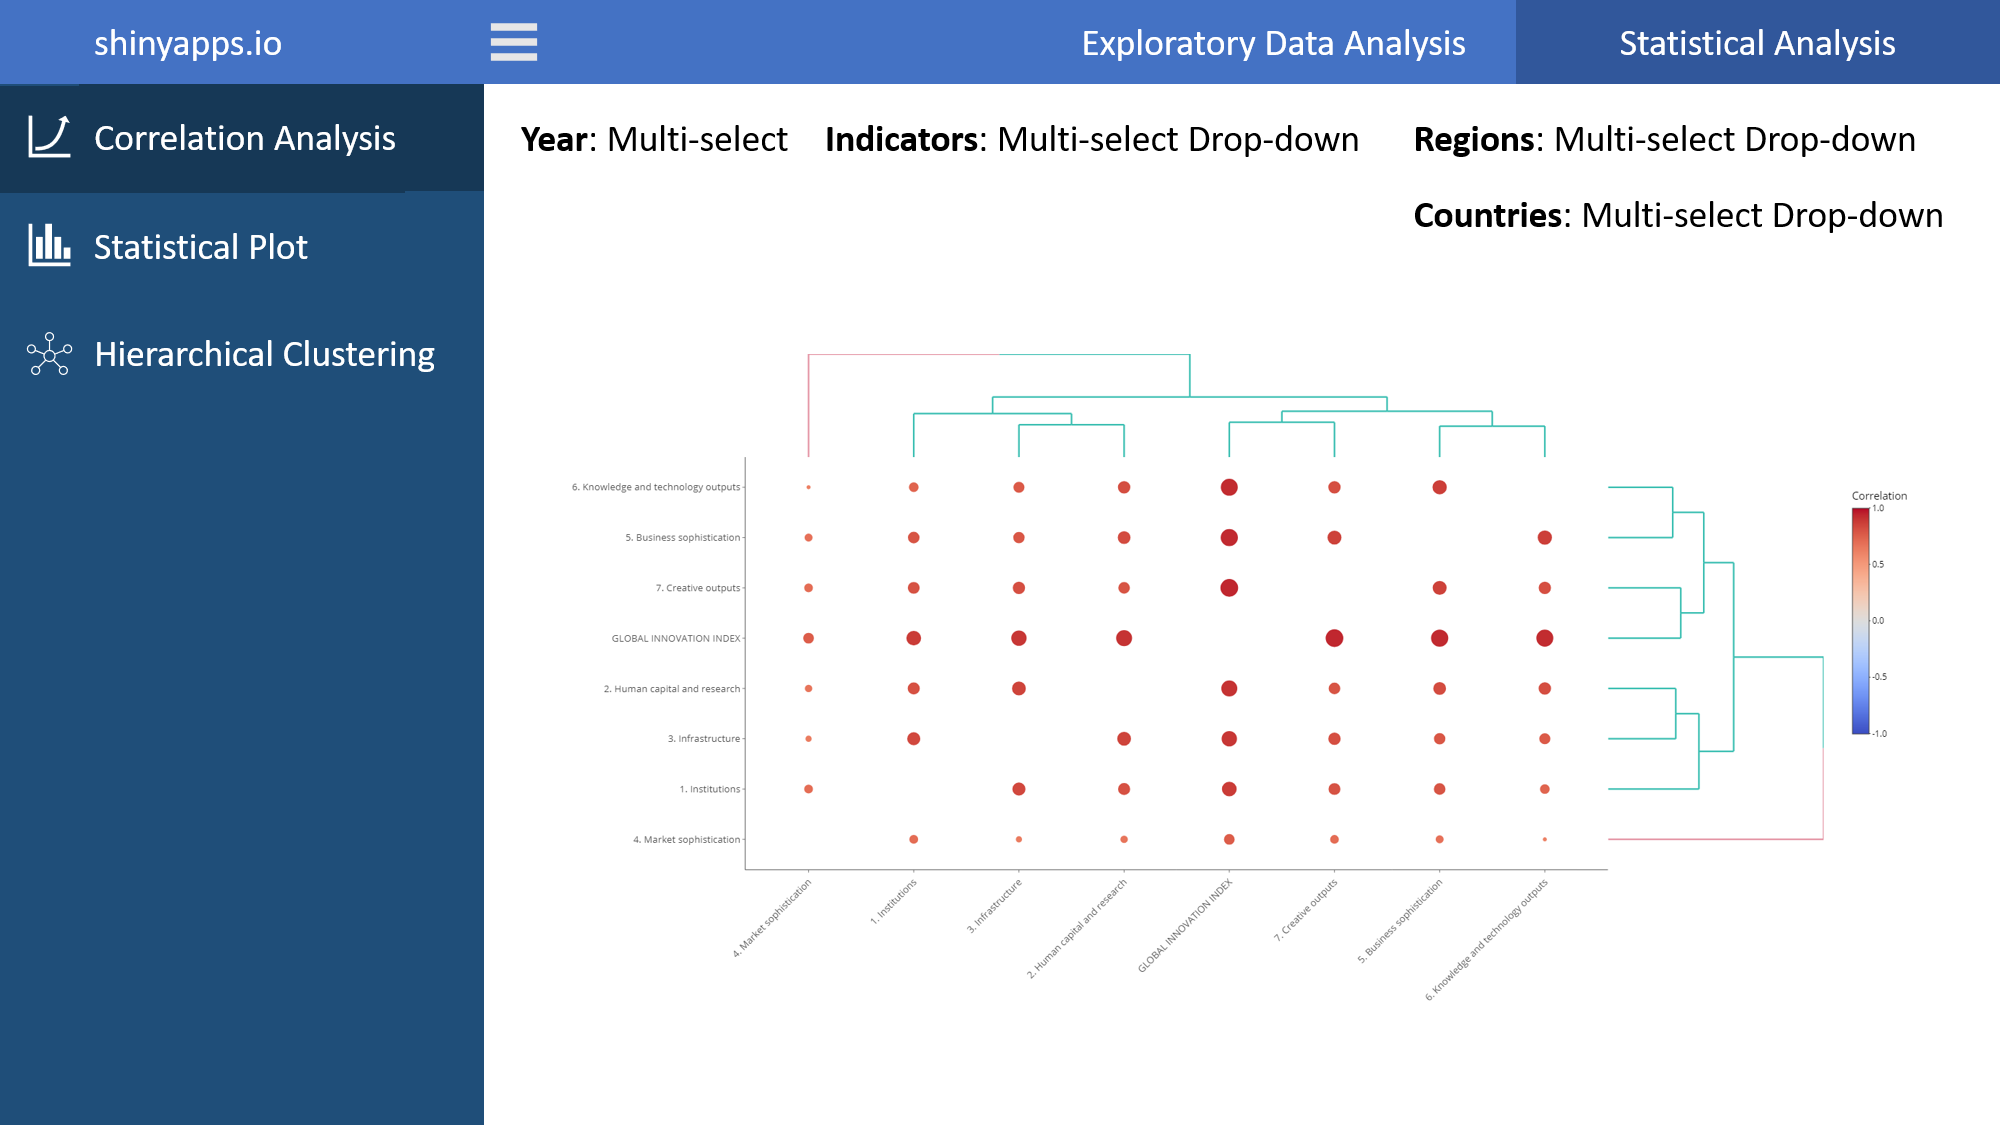 shinyapps.io
Exploratory Data Analysis
Statistical Analysis
Correlation Analysis
Statistical Plot
Hierarchical Clustering
Year: Multi-select
Indicators: Multi-select Drop-down
Regions: Multi-select Drop-down
Countries: Multi-select Drop-down
6. Knowledge and technology outputs
5. Business sophistication
7. Creative outputs
GLOBAL INNOVATION INDEX
2. Human capital and research
3. Infrastructure
1. Institutions
4. Market sophistication
4. Market sophistication
1. Institutions
3. Infrastructure
2. Human capital and research
GLOBAL INNOVATION INDEX
7. Creative outputs
5. Business sophistication
6. Knowledge and technology outputs
Correlation
1.0
0.5
0.0
-0.5
-1.0